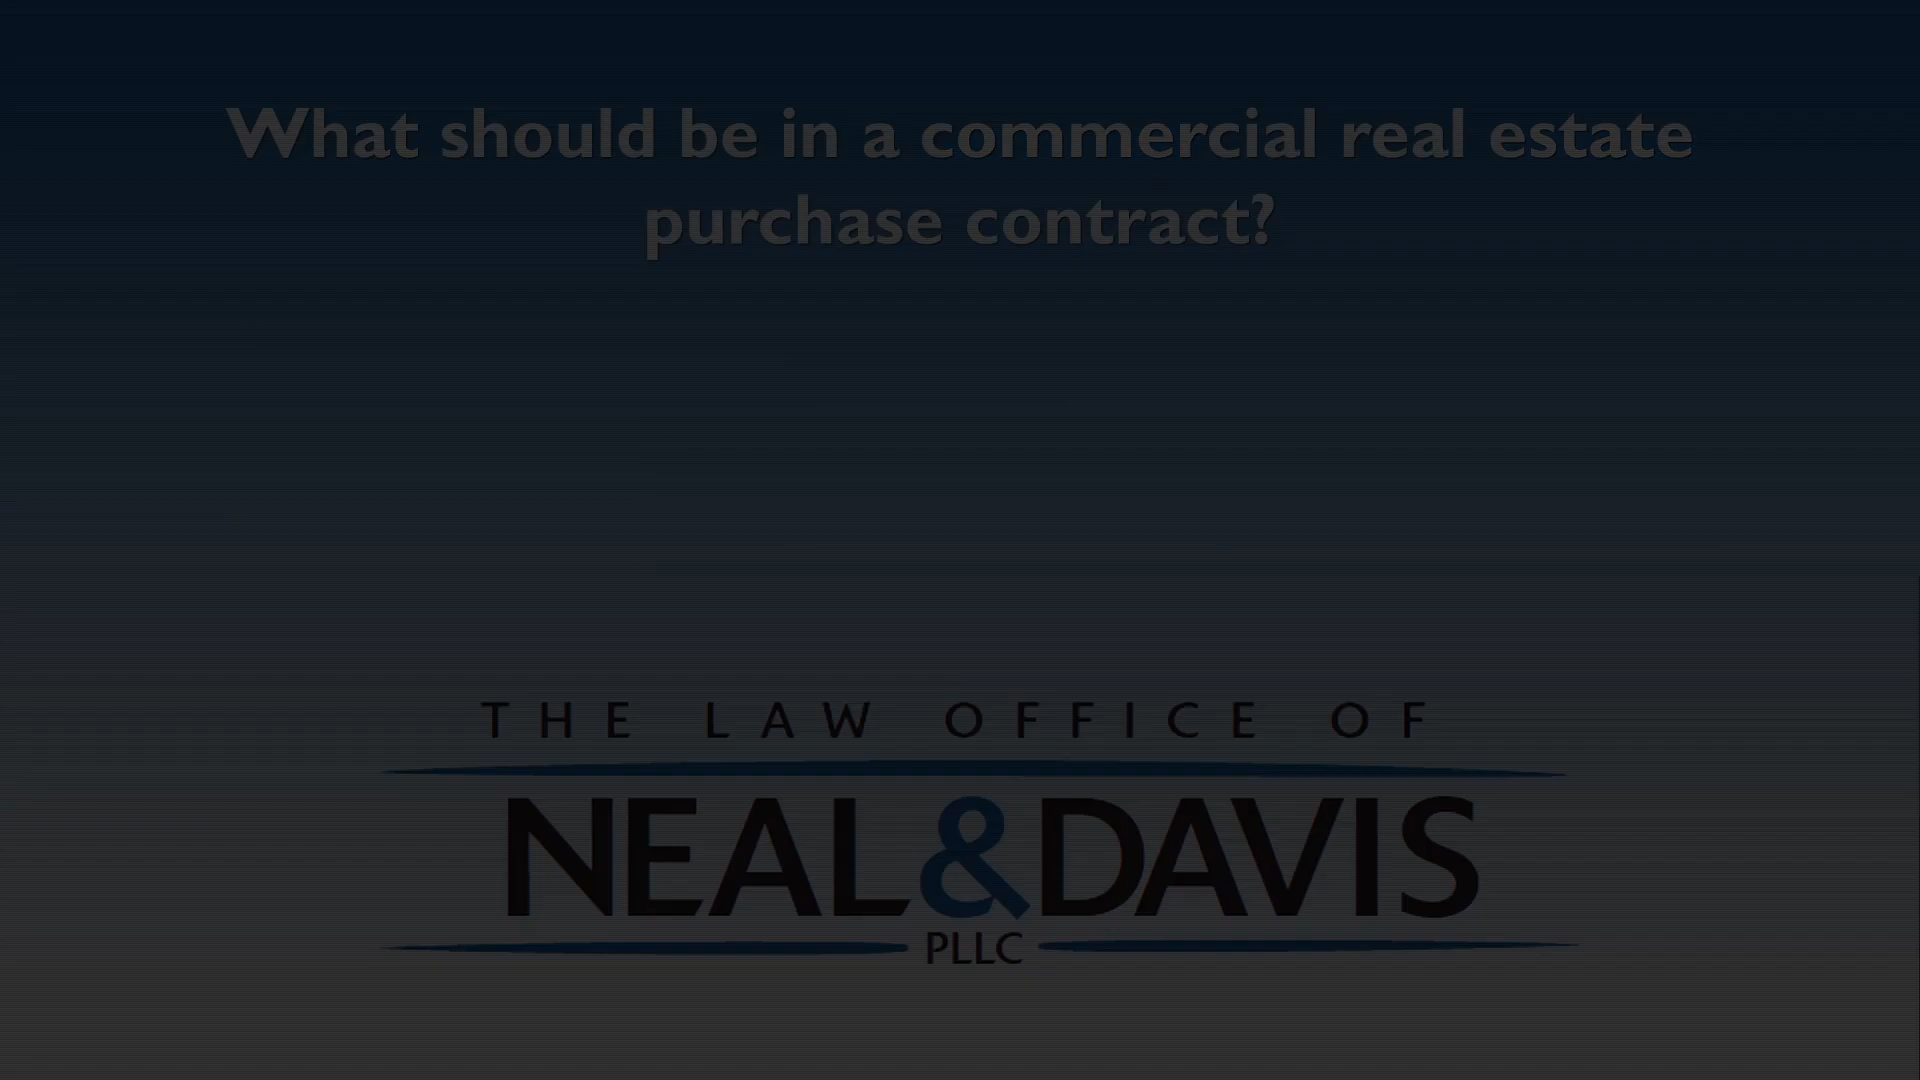 What should be in a commercial real estate
purchase contract?
THE LAW OFFICE OF
NEAL&DAVIS
PLLC